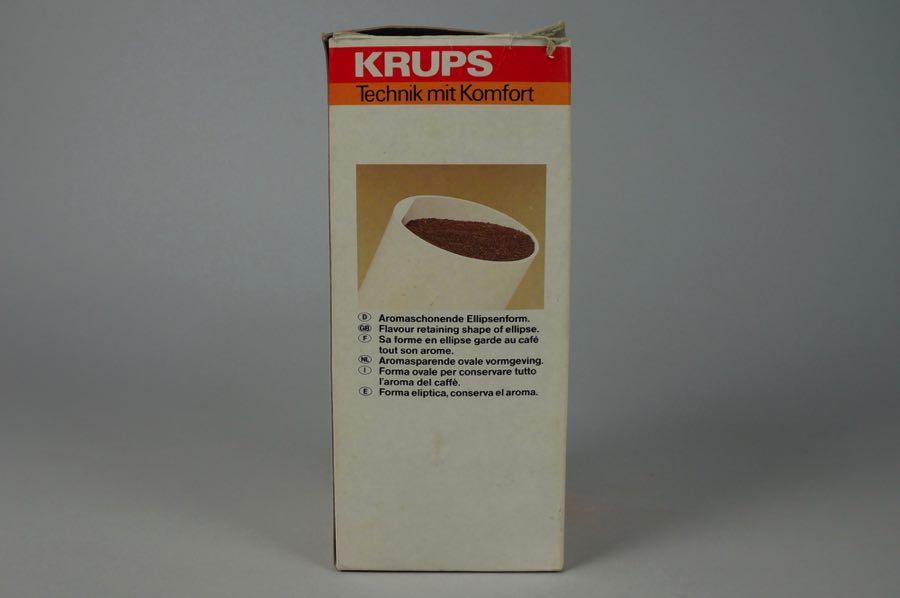 KRUPS
Technik mit Komfort
D Aromaschonende Ellipsenform.
GB Flavour retaining shape of ellipse.
F Sa forme en ellipse garde au café
tout son arome.
NL Aromasparende ovale vormgeving.
I Forma ovale per conservare tutto
l'aroma del caffè.
E Forma eliptica, conserva el aroma.